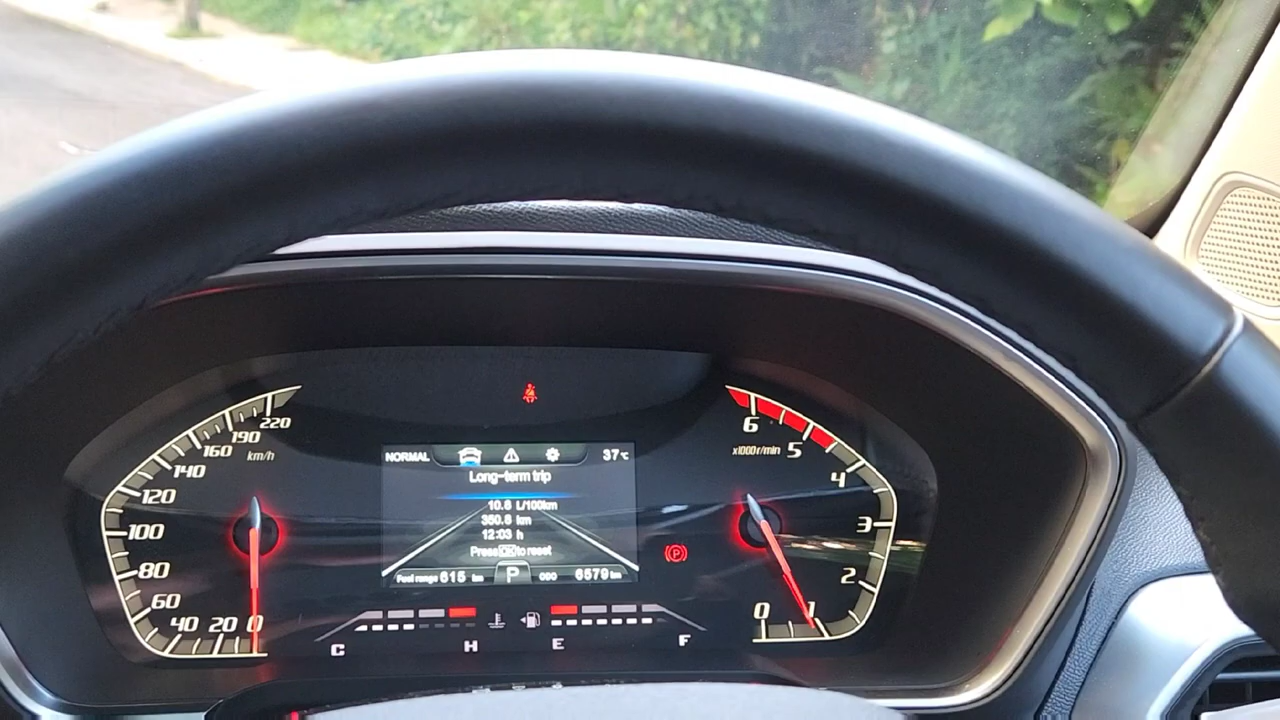 220
190
160 km/h
140
120
100
80
60
40 20 0
NORMAL 37°C
Long-term trip
10.6 L/100km
350.6 km
12:03 h
Press OK to reset
Fuel range 615 km P ODO 6579 km
C H E F
6
x1000r/min 5
4
3
2
0 1
(P)